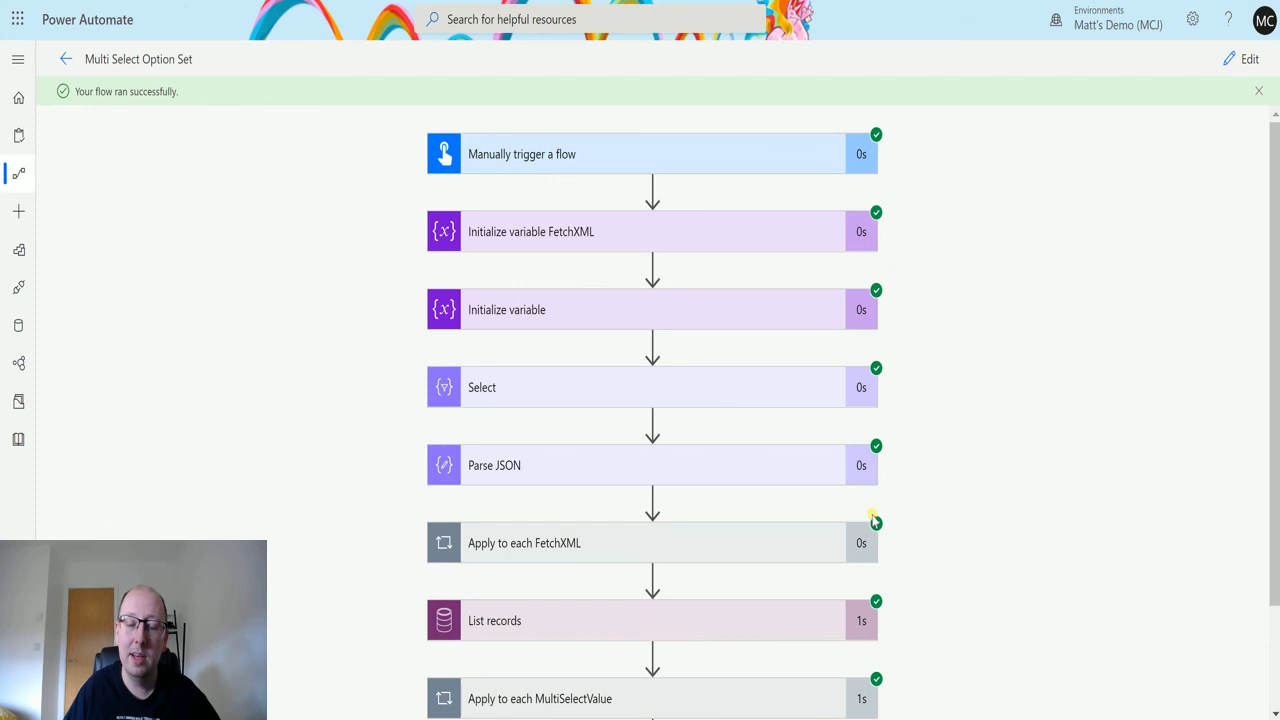 Power Automate
Search for helpful resources
Environments
Matt's Demo (MCJ)
MC
Multi Select Option Set
Edit
Your flow ran successfully.
Manually trigger a flow
0s
Initialize variable FetchXML
0s
Initialize variable
0s
Select
0s
Parse JSON
0s
Apply to each FetchXML
0s
List records
1s
Apply to each MultiSelectValue
1s